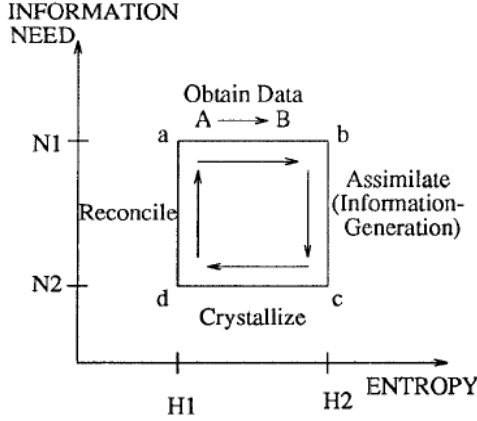 INFORMATION
NEED
Obtain Data
A → B
N1
a
b
Reconcile
Assimilate
(Information-
Generation)
N2
d
c
Crystallize
ENTROPY
H1
H2